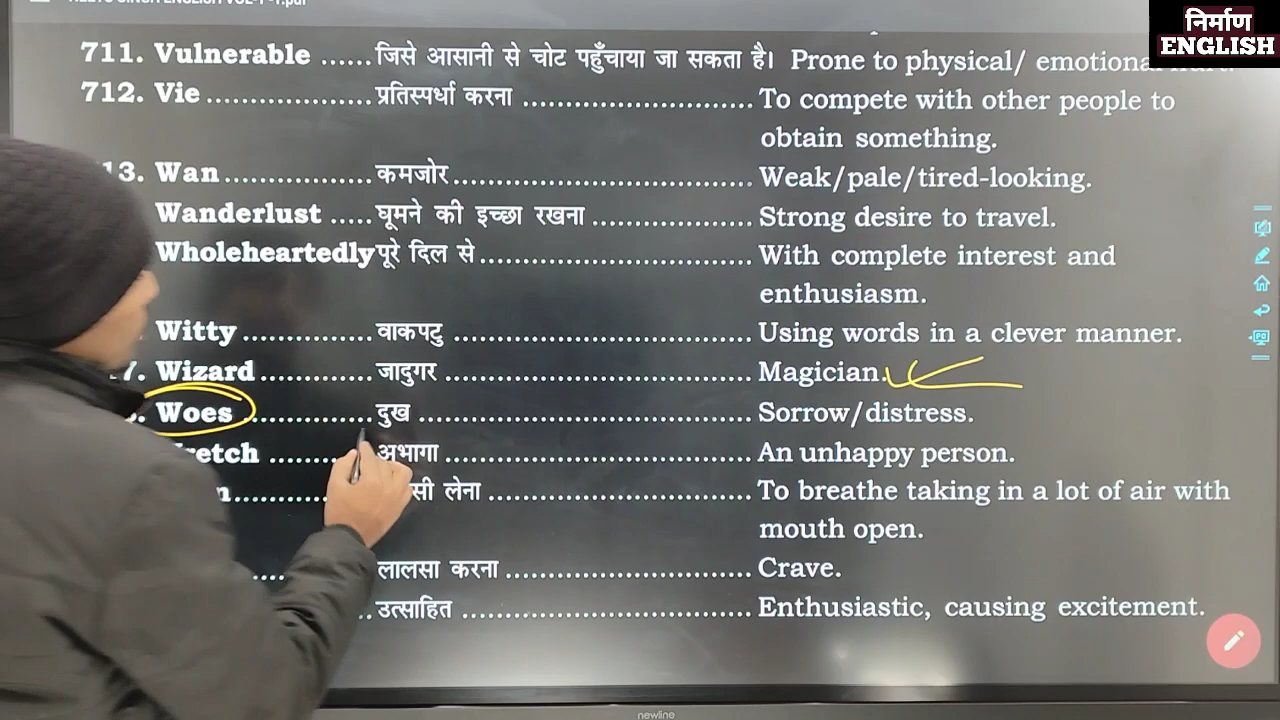 निर्माण
ENGLISH
711. Vulnerable ......जिसे आसानी से चोट पहुँचाया जा सकता है। Prone to physical/
712. Vie ................... प्रतिस्पर्धा करना ........................... To compete with other people to
obtain something.
13. Wan ................. कमजोर ................................... Weak/pale/tired-looking.
Wanderlust ..... घूमने की इच्छा रखना .................. Strong desire to travel.
Wholeheartedly पूरे दिल से ................................ With complete interest and
enthusiasm.
Witty ............... वाकपटु ................................... Using words in a clever manner.
7. Wizard ............. जादुगर .................................... Magician.
Woes .............. दुख ....................................... Sorrow/distress.
........ अभागा .................................... An unhappy person.
लेना ............................... To breathe taking in a lot of air with
mouth open.
.... लालसा करना ............................. Crave.
.. उत्साहित .................................. Enthusiastic, causing excitement.
newline